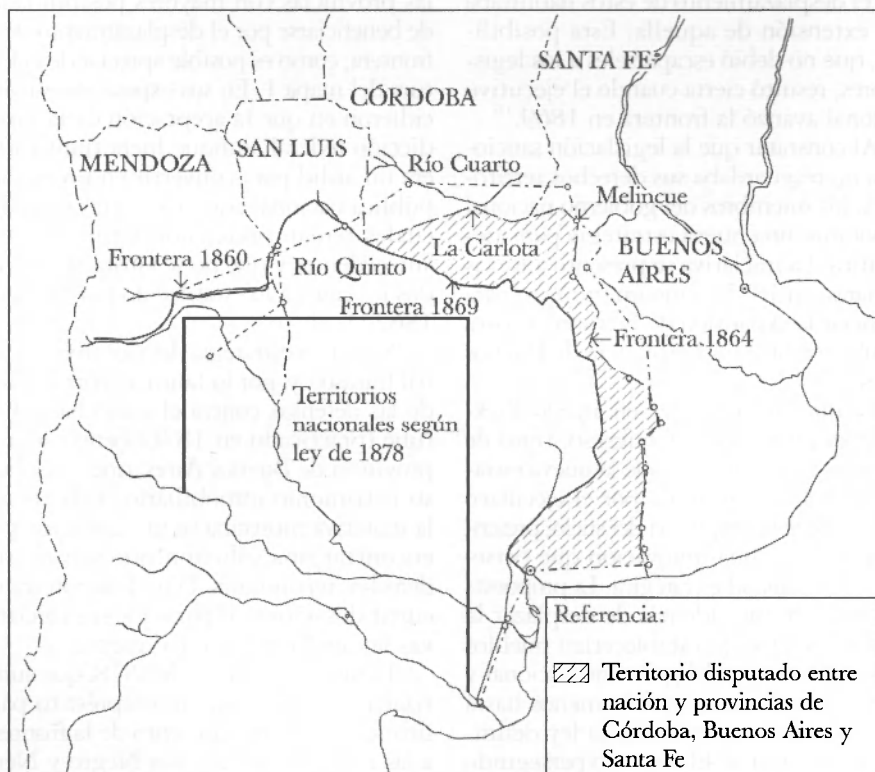 SANTA FE
CÓRDOBA
MENDOZA
SAN LUIS
Río Cuarto
Melincue
La Carlota
BUENOS
AIRES
Frontera 1860
Río Quinto
Frontera 1869
Frontera 1864
Territorios
nacionales según
ley de 1878
Referencia:
Territorio disputado entre
nación y provincias de
Córdoba, Buenos Aires y
Santa Fe